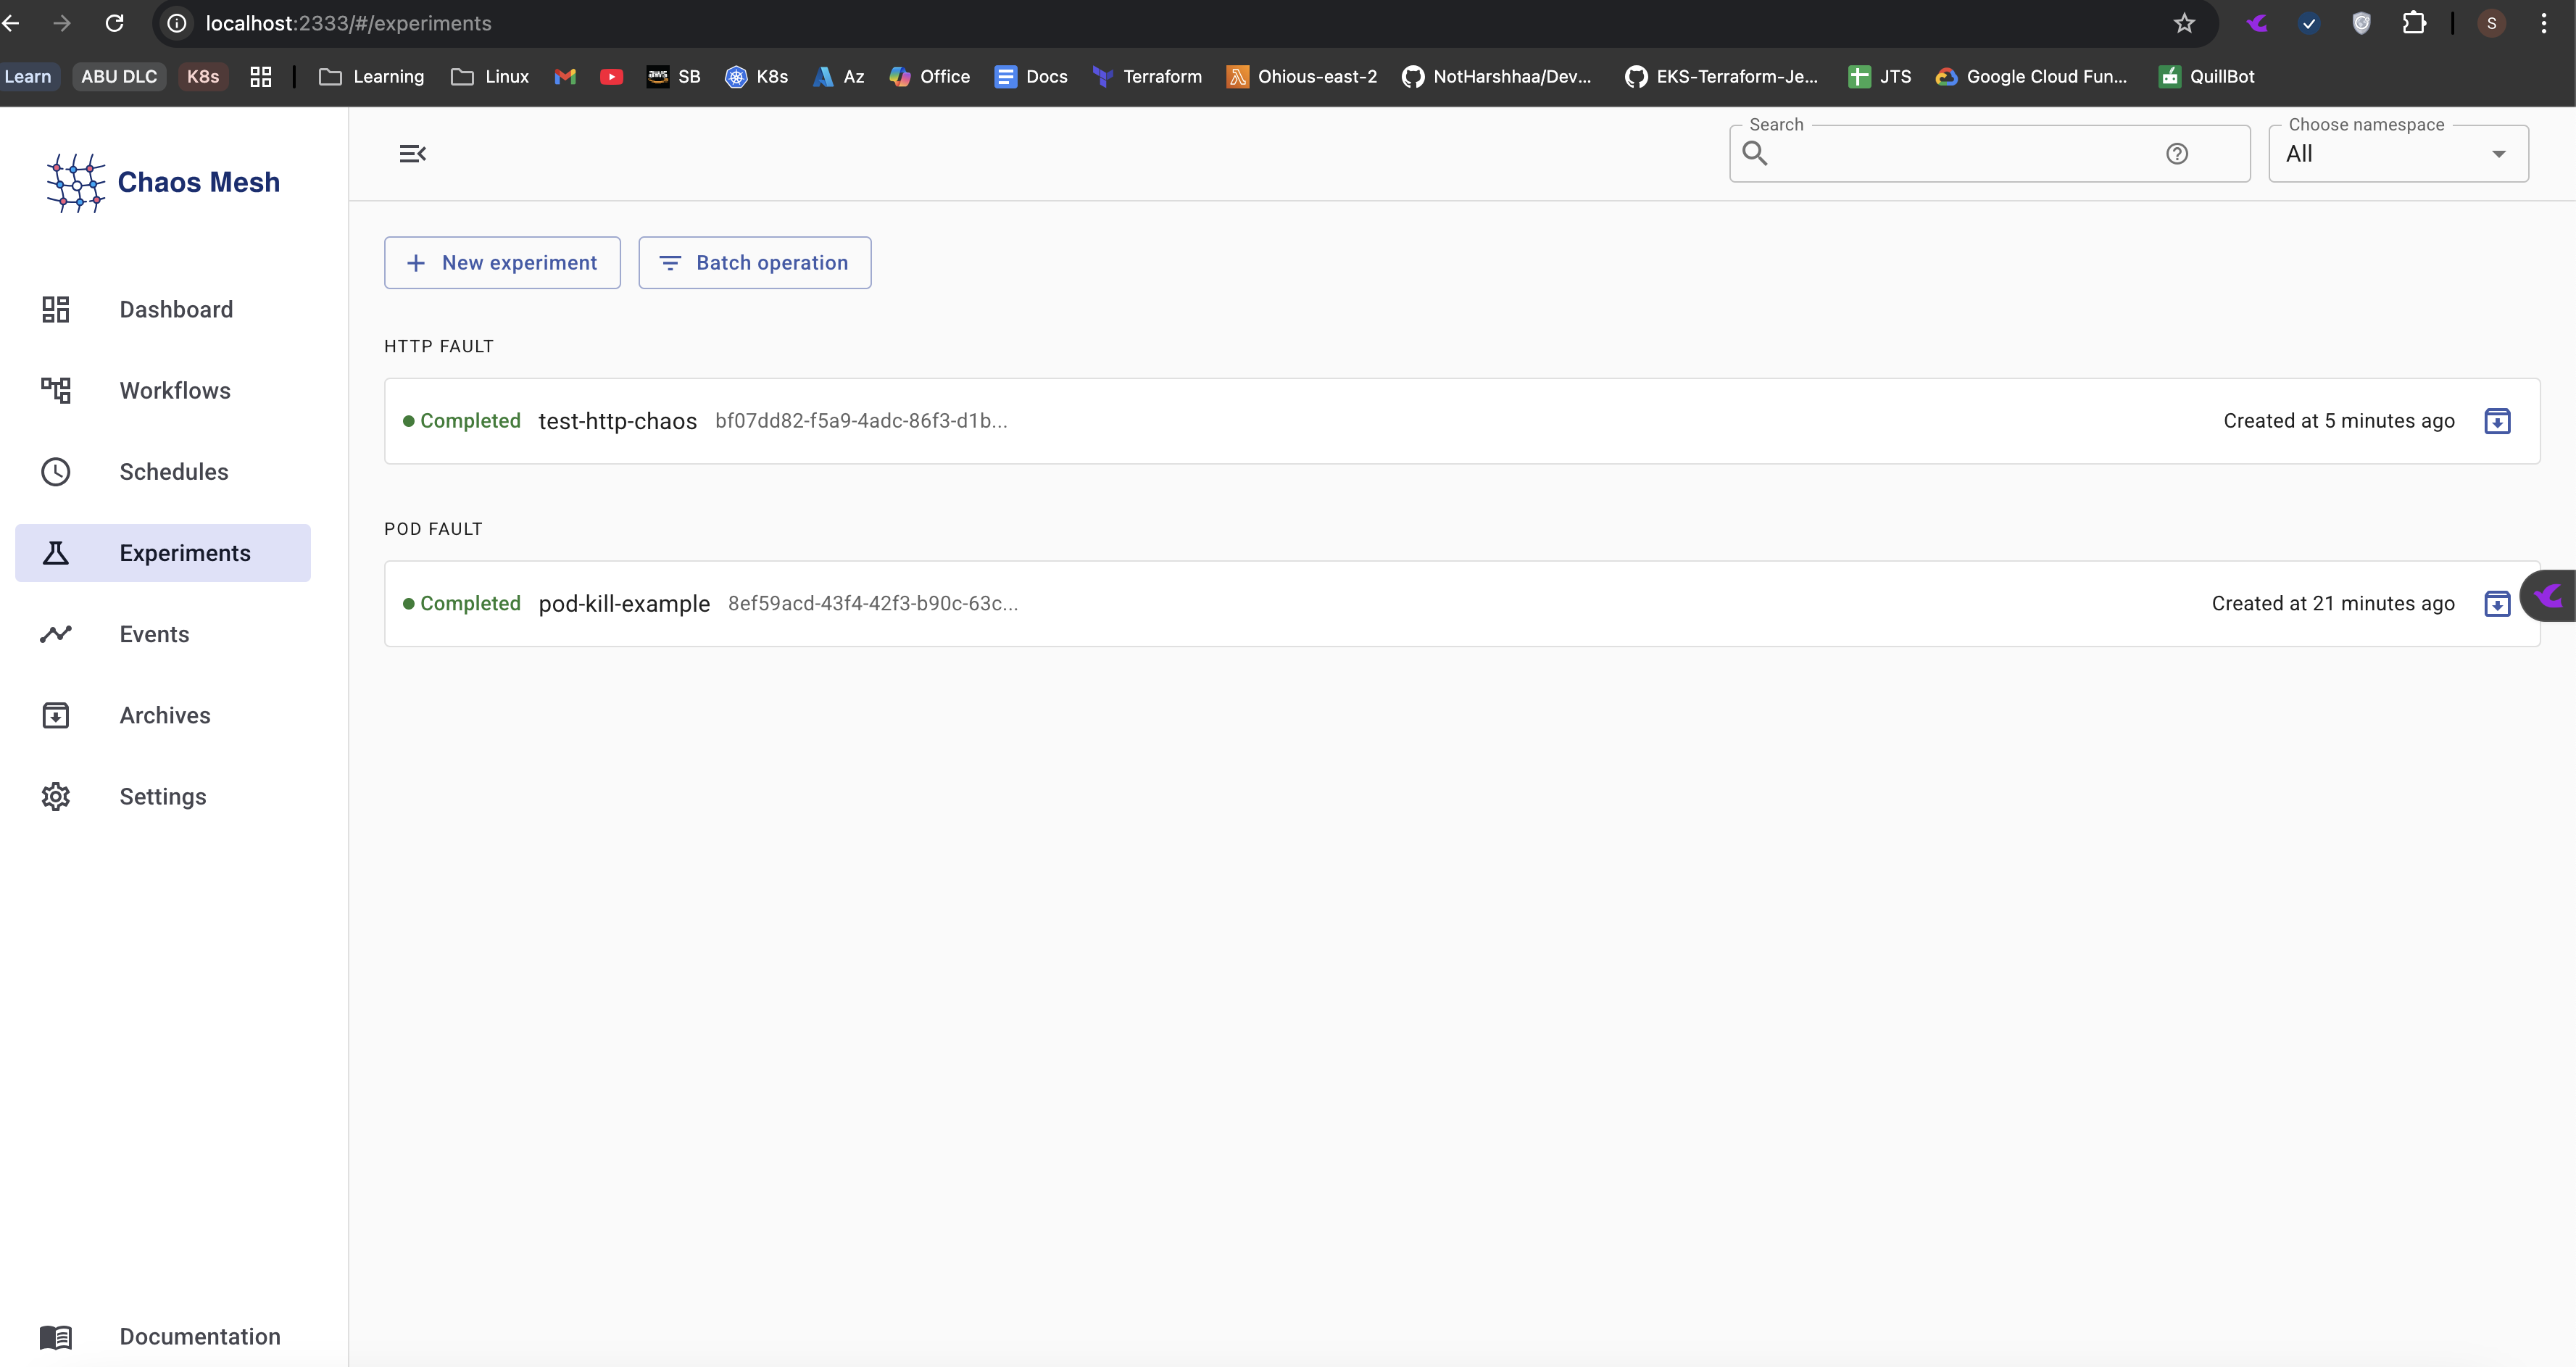 localhost:2333/#/experiments
S
Learn ABU DLC K8s Learning Linux aws SB K8s Az Office Docs Terraform Ohious-east-2 NotHarshhaa/Dev... EKS-Terraform-Je... JTS Google Cloud Fun... QuillBot
Chaos Mesh
Search
Choose namespace
All
New experiment
Batch operation
Dashboard
Workflows
Schedules
Experiments
Events
Archives
Settings
Documentation
HTTP FAULT
Completed test-http-chaos bf07dd82-f5a9-4adc-86f3-d1b... Created at 5 minutes ago
POD FAULT
Completed pod-kill-example 8ef59acd-43f4-42f3-b90c-63c... Created at 21 minutes ago